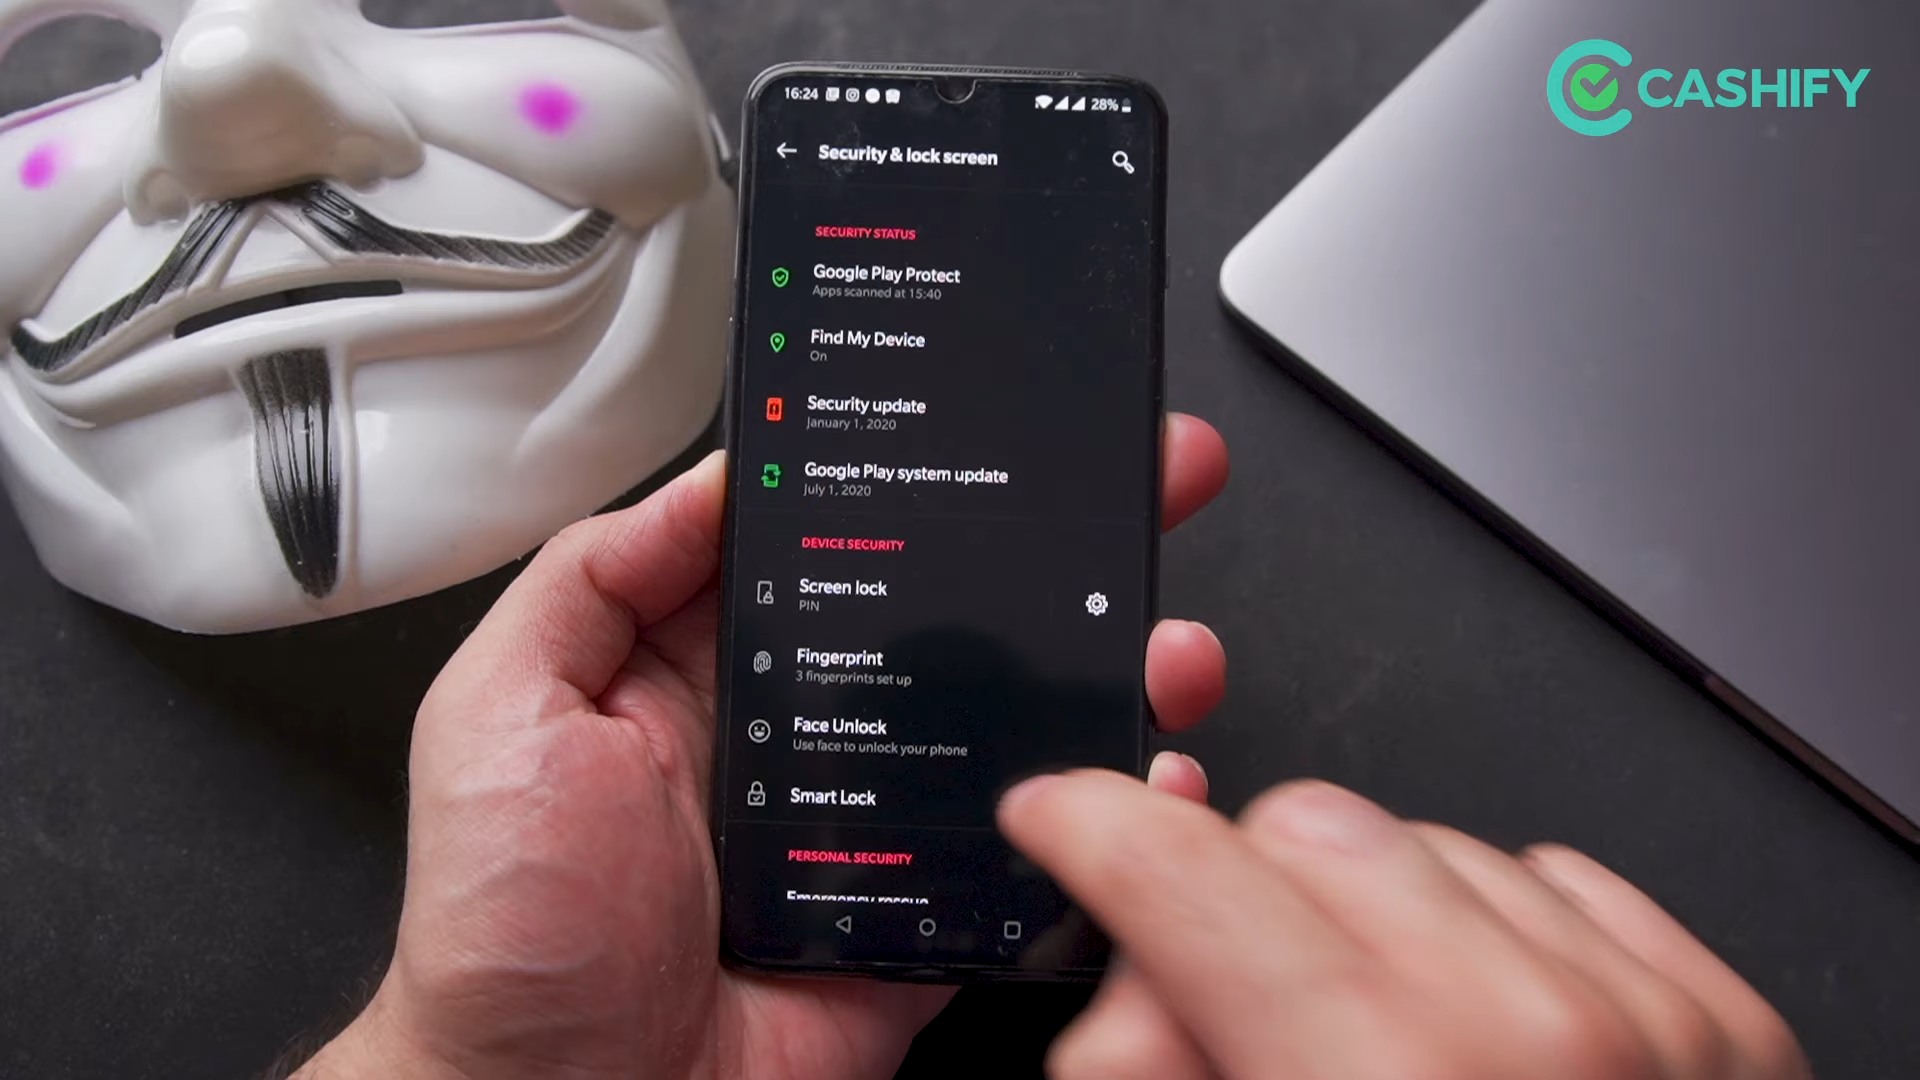 CASHIFY
16:24
28%
Security & lock screen
SECURITY STATUS
Google Play Protect
Apps scanned at 15:40
Find My Device
On
Security update
January 1, 2020
Google Play system update
July 1, 2020
DEVICE SECURITY
Screen lock
PIN
Fingerprint
3 fingerprints set up
Face Unlock
Use face to unlock your phone
Smart Lock
PERSONAL SECURITY
Emergency rescue